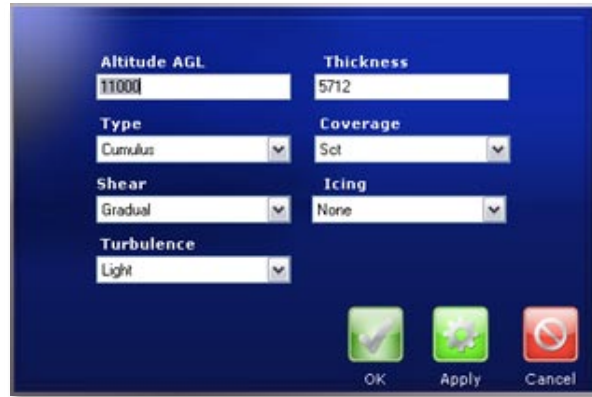 Altitude AGL Thickness
11000 5712
Type Coverage
Cumulus Sct
Shear Icing
Gradual None
Turbulence
Light
OK Apply Cancel